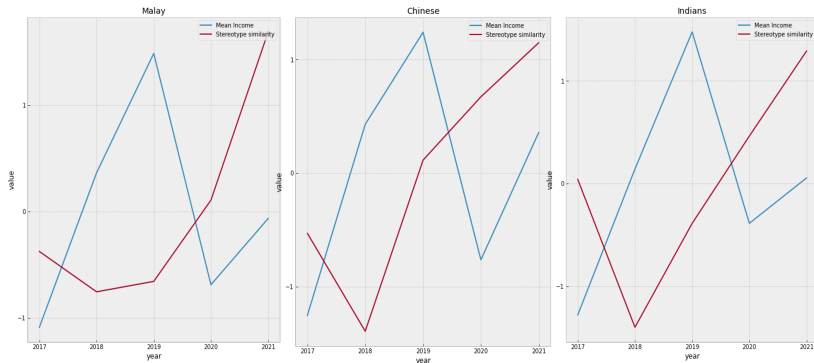 Malay
Mean Income
Stereotype similarity
1
0
−1
value
2017 2018 2019 2020 2021
year
Chinese
Mean Income
Stereotype similarity
1
0
−1
value
2017 2018 2019 2020 2021
year
Indians
Mean Income
Stereotype similarity
1
0
−1
value
2017 2018 2019 2020 2021
year